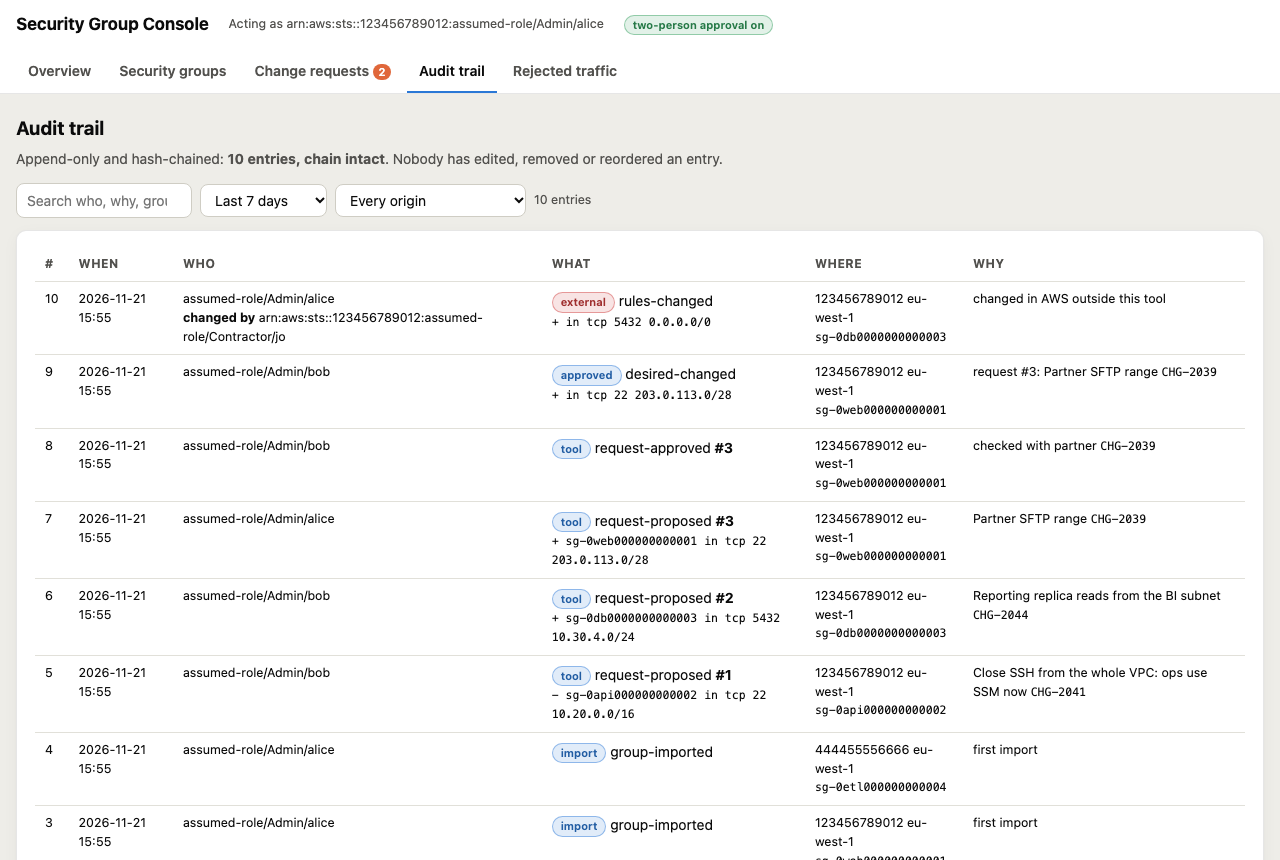 Security Group Console Acting as arn:aws:sts::123456789012:assumed-role/Admin/alice two-person approval on
Overview Security groups Change requests 2 Audit trail Rejected traffic
Audit trail
Append-only and hash-chained: 10 entries, chain intact. Nobody has edited, removed or reordered an entry.
Search who, why, grou Last 7 days Every origin 10 entries
# WHEN WHO WHAT WHERE WHY
10 2026-11-21 assumed-role/Admin/alice external rules-changed 123456789012 eu- changed in AWS outside this tool
15:55 changed by arn:aws:sts::123456789012:assumed- + in tcp 5432 0.0.0.0/0 west-1
role/Contractor/jo sg-0db0000000000003
9 2026-11-21 assumed-role/Admin/bob approved desired-changed 123456789012 eu- request #3: Partner SFTP range CHG-2039
15:55 + in tcp 22 203.0.113.0/28 west-1
sg-0web000000000001
8 2026-11-21 assumed-role/Admin/bob tool request-approved #3 123456789012 eu- checked with partner CHG-2039
15:55 west-1
sg-0web000000000001
7 2026-11-21 assumed-role/Admin/alice tool request-proposed #3 123456789012 eu- Partner SFTP range CHG-2039
15:55 + sg-0web000000000001 in tcp 22 west-1
203.0.113.0/28 sg-0web000000000001
6 2026-11-21 assumed-role/Admin/bob tool request-proposed #2 123456789012 eu- Reporting replica reads from the BI subnet
15:55 + sg-0db0000000000003 in tcp 5432 west-1 CHG-2044
10.30.4.0/24 sg-0db0000000000003
5 2026-11-21 assumed-role/Admin/bob tool request-proposed #1 123456789012 eu- Close SSH from the whole VPC: ops use
15:55 − sg-0api000000000002 in tcp 22 west-1 SSM now CHG-2041
10.20.0.0/16 sg-0api000000000002
4 2026-11-21 assumed-role/Admin/alice import group-imported 444455556666 eu- first import
15:55 west-1
sg-0etl000000000004
3 2026-11-21 assumed-role/Admin/alice import group-imported 123456789012 eu- first import
15:55 west-1